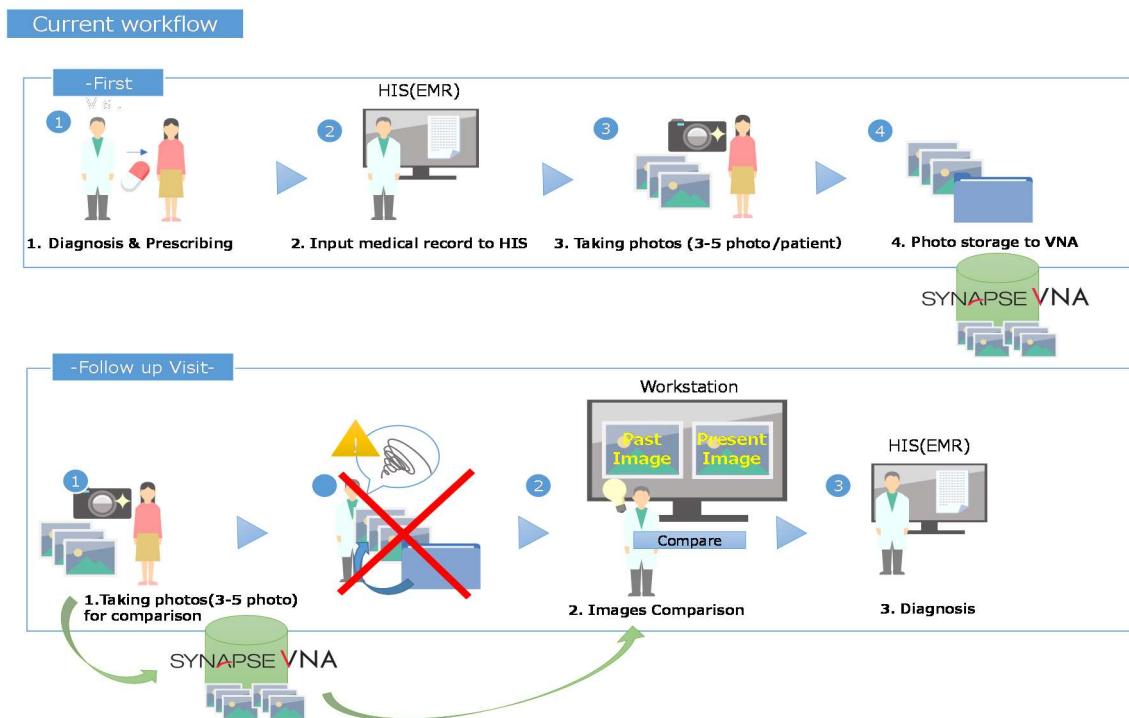 Current workflow
-First
1
2
HIS(EMR)
3
4
1. Diagnosis & Prescribing
2. Input medical record to HIS
3. Taking photos (3-5 photo/patient)
4. Photo storage to VNA
SYNAPSE VNA
-Follow up Visit-
Workstation
Past
Image
Present
Image
HIS(EMR)
1
2
3
Compare
1.Taking photos(3-5 photo)
for comparison
2. Images Comparison
3. Diagnosis
SYNAPSE VNA